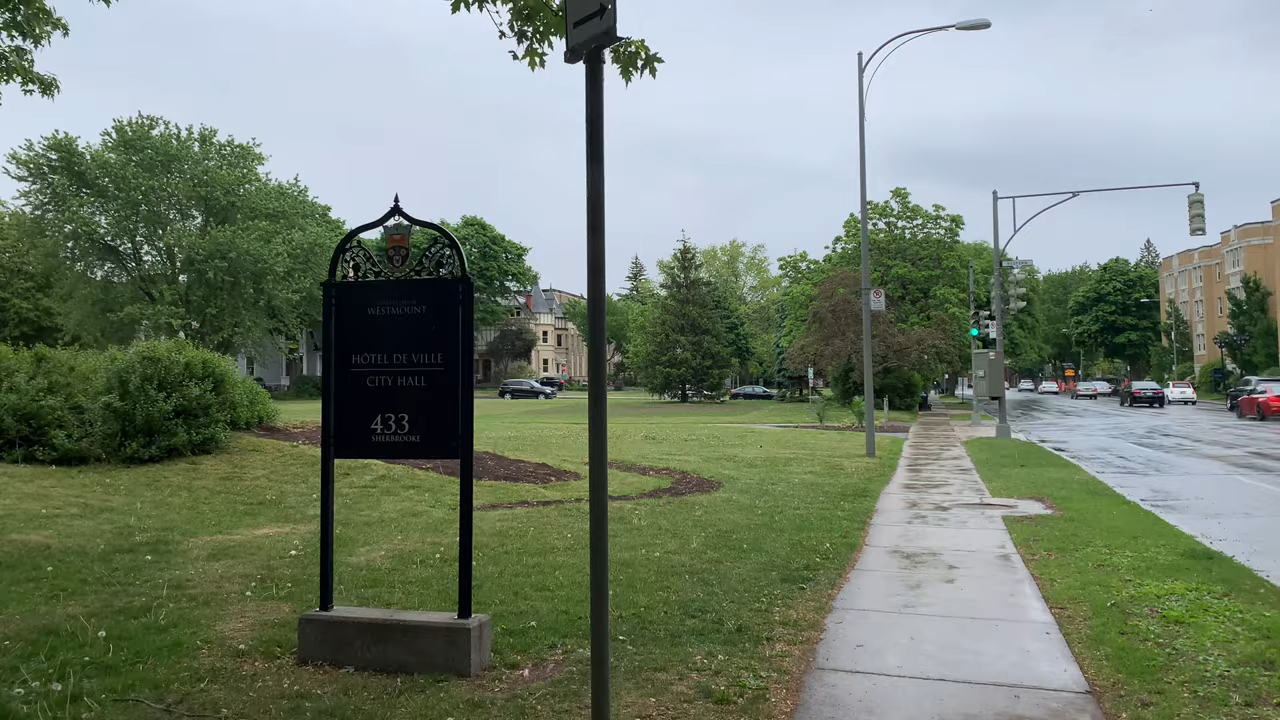 WESTMOUNT
HÔTEL DE VILLE
CITY HALL
433
SHERBROOKE